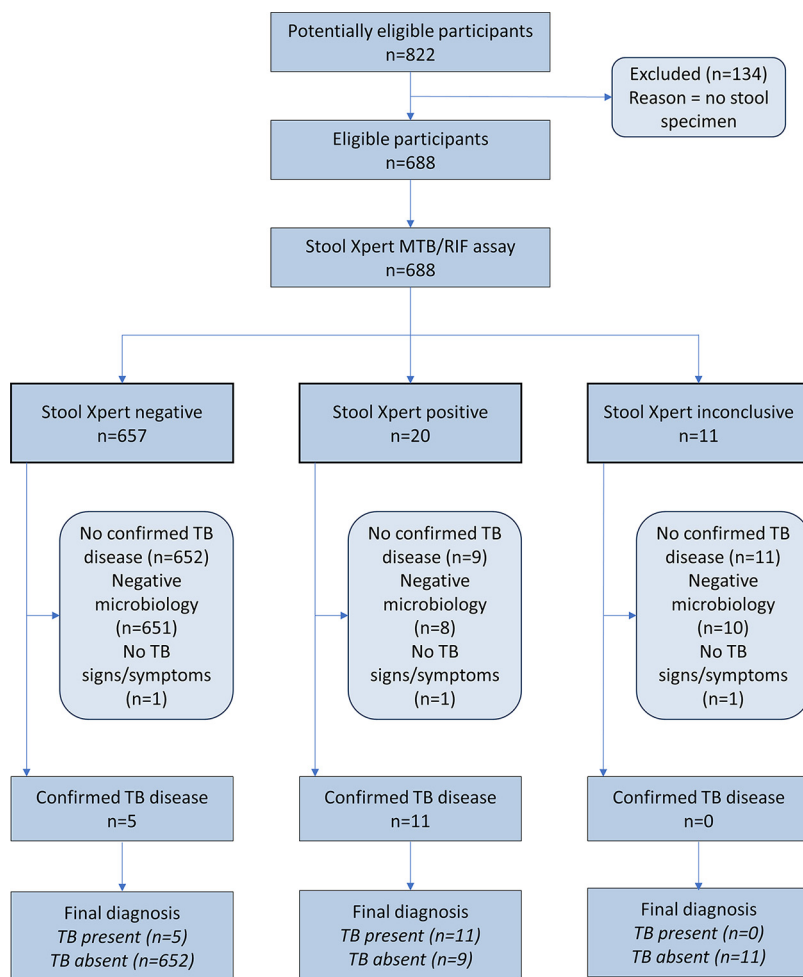 Potentially eligible participants
n=822
Excluded (n=134)
Reason = no stool
specimen
Eligible participants
n=688
Stool Xpert MTB/RIF assay
n=688
Stool Xpert negative
n=657
Stool Xpert positive
n=20
Stool Xpert inconclusive
n=11
No confirmed TB
disease (n=652)
Negative
microbiology
(n=651)
No TB
signs/symptoms
(n=1)
No confirmed TB
disease (n=9)
Negative
microbiology
(n=8)
No TB
signs/symptoms
(n=1)
No confirmed TB
disease (n=11)
Negative
microbiology
(n=10)
No TB
signs/symptoms
(n=1)
Confirmed TB disease
n=5
Confirmed TB disease
n=11
Confirmed TB disease
n=0
Final diagnosis
TB present (n=5)
TB absent (n=652)
Final diagnosis
TB present (n=11)
TB absent (n=9)
Final diagnosis
TB present (n=0)
TB absent (n=11)